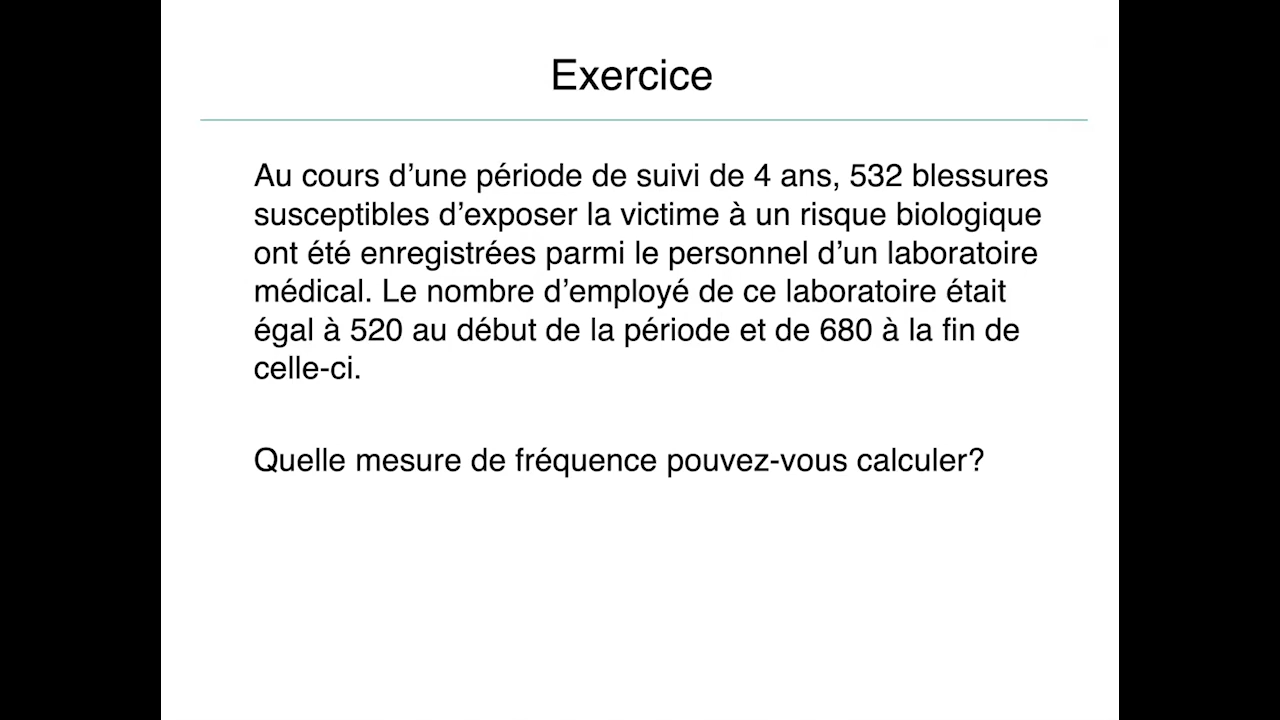 Exercice
Au cours d’une période de suivi de 4 ans, 532 blessures
susceptibles d’exposer la victime à un risque biologique
ont été enregistrées parmi le personnel d’un laboratoire
médical. Le nombre d’employé de ce laboratoire était
égal à 520 au début de la période et de 680 à la fin de
celle-ci.
Quelle mesure de fréquence pouvez-vous calculer?